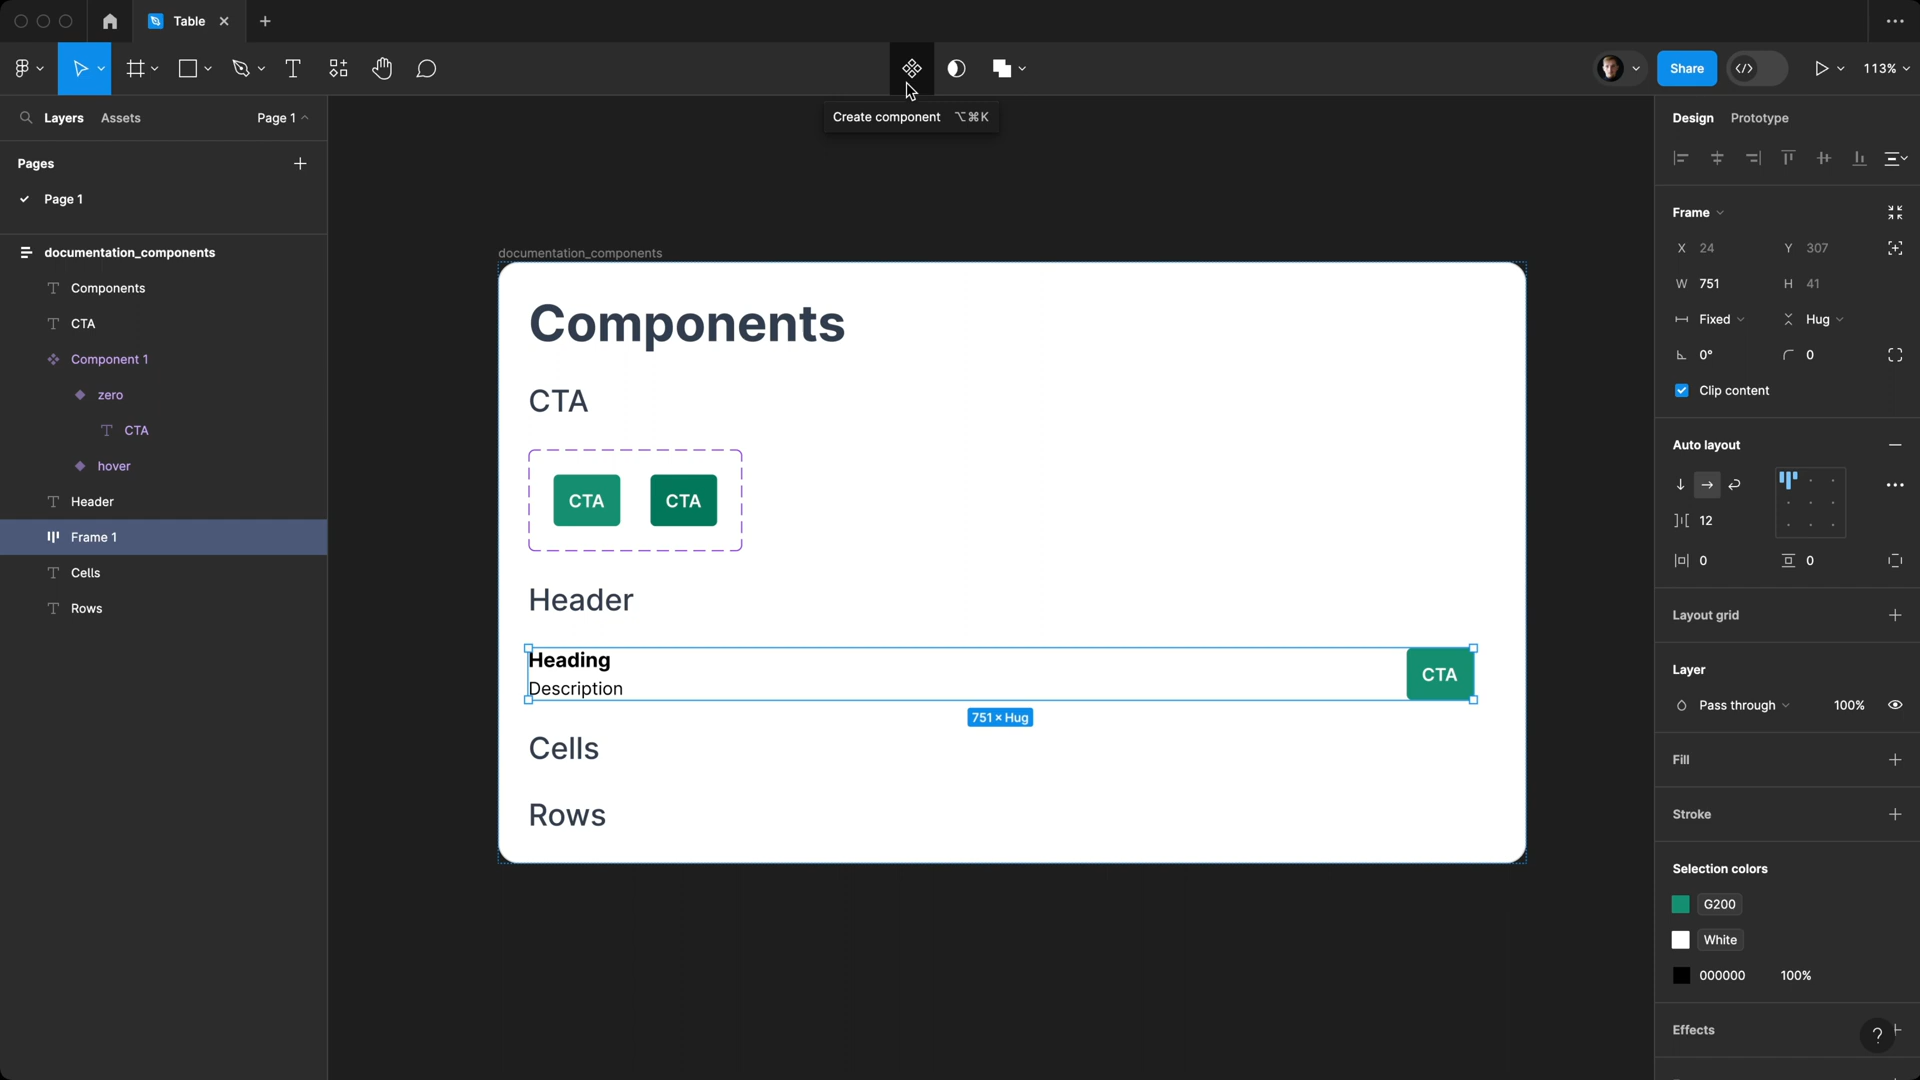 Table
Share
113%
Layers Assets Page 1
Create component ⌥⌘K
Design Prototype
Pages
Page 1
documentation_components
Components
CTA
Component 1
zero
CTA
hover
Header
Frame 1
Cells
Rows
documentation_components
Components
CTA
CTA CTA
Header
Heading
Description
CTA
751 × Hug
Cells
Rows
Frame
X 24 Y 307
W 751 H 41
Fixed Hug
0° 0
Clip content
Auto layout
12
0 0
Layout grid
Layer
Pass through 100%
Fill
Stroke
Selection colors
G200
White
000000 100%
Effects
?